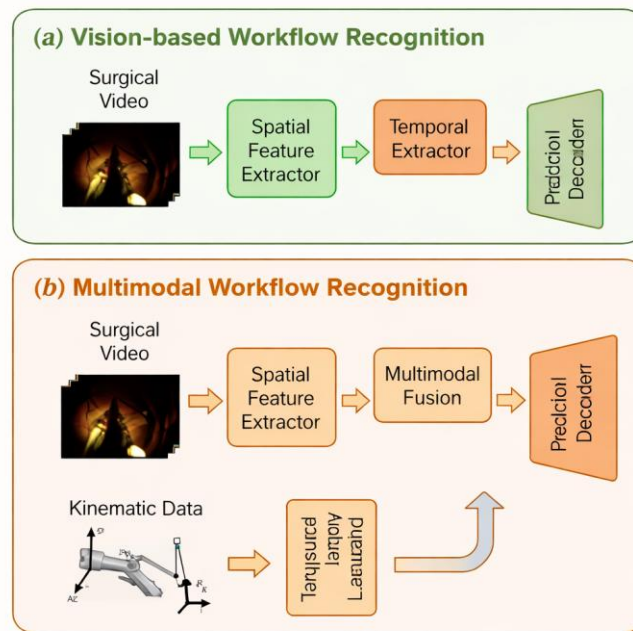 (a) Vision-based Workflow Recognition
Surgical
Video
Spatial
Feature
Extractor
Temporal
Extractor
(b) Multimodal Workflow Recognition
Surgical
Video
Spatial
Feature
Extractor
Multimodal
Fusion
Kinematic Data